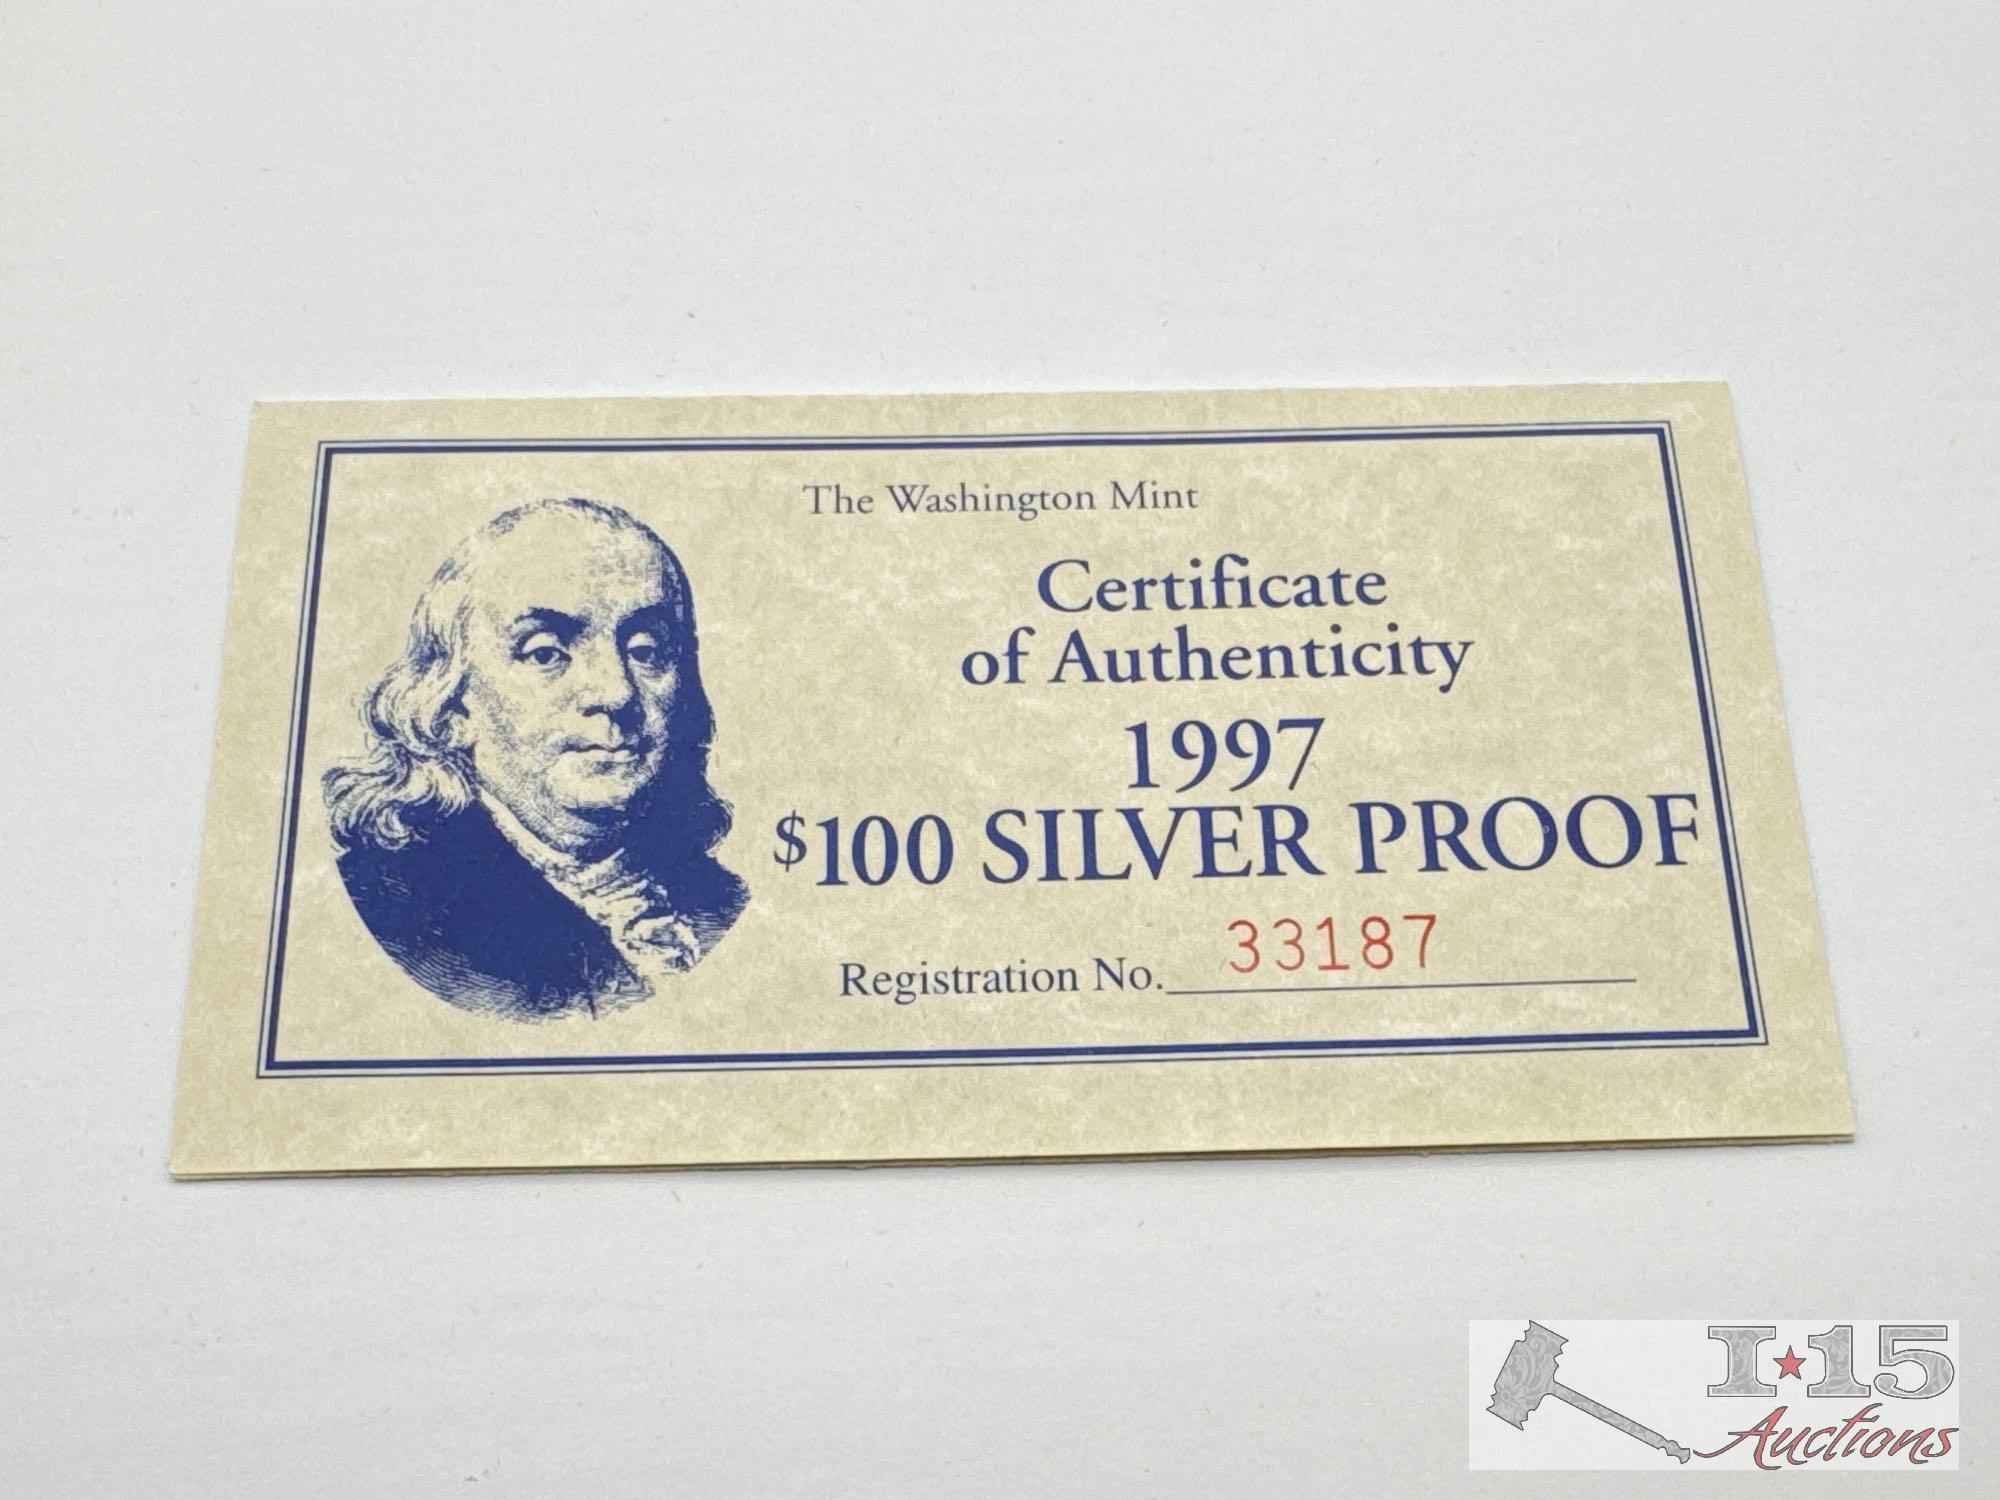 The Washington Mint
Certificate
of Authenticity
1997
$100 SILVER PROOF
Registration No. 33187
I★15
Auctions